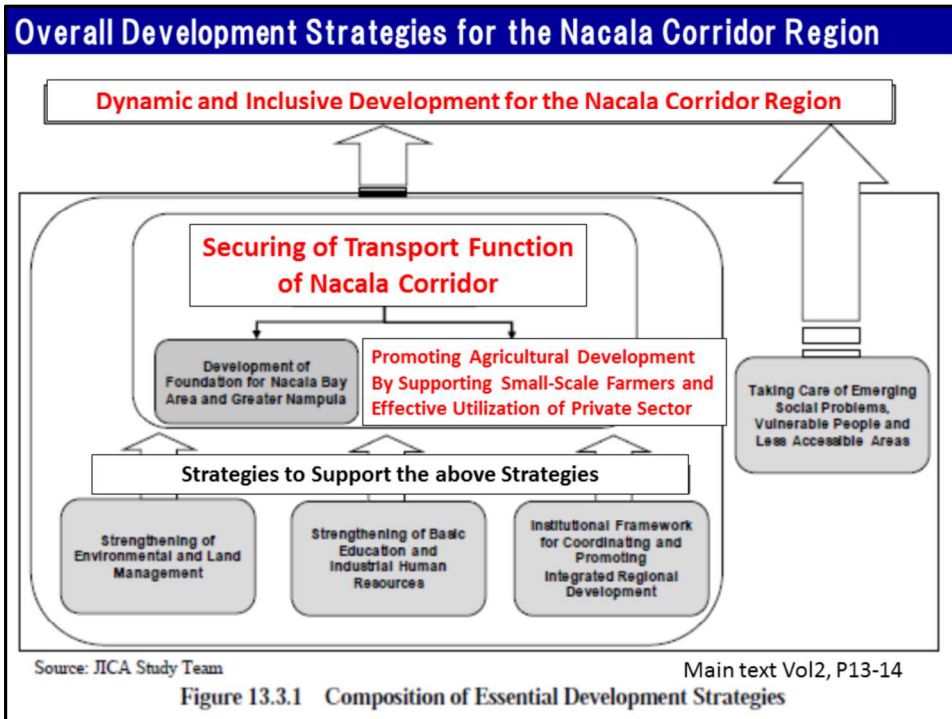 Overall Development Strategies for the Nacala Corridor Region
Dynamic and Inclusive Development for the Nacala Corridor Region
Securing of Transport Function
of Nacala Corridor
Development of
Foundation for Nacala Bay
Area and Greater Nampula
Promoting Agricultural Development
By Supporting Small-Scale Farmers and
Effective Utilization of Private Sector
Taking Care of Emerging
Social Problems,
Vulnerable People and
Less Accessible Areas
Strategies to Support the above Strategies
Strengthening of
Environmental and Land
Management
Strengthening of Basic
Education and
Industrial Human
Resources
Institutional Framework
for Coordinating and
Promoting
Integrated Regional
Development
Source: JICA Study Team
Main text Vol2, P13-14
Figure 13.3.1 Composition of Essential Development Strategies